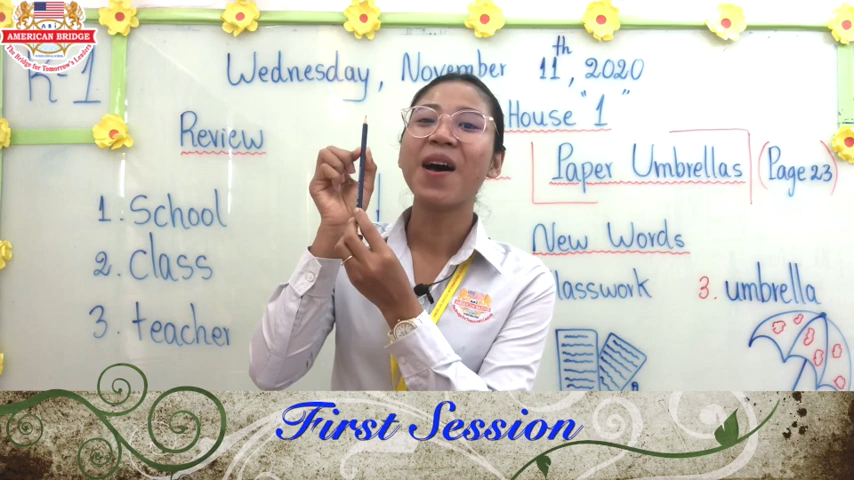 ABI
AMERICAN BRIDGE
The Bridge for Tomorrow's Leaders
K-1
Wednesday, November 11th, 2020
House "1"
Review
Paper Umbrellas (Page 23)
1. School
2. Class
3. teacher
New Words
lasswork
3. umbrella
First Session